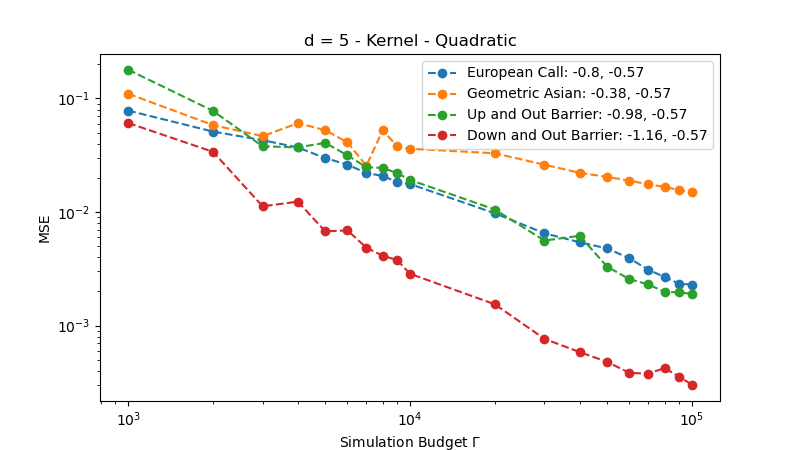 d = 5 - Kernel - Quadratic
European Call: -0.8, -0.57
Geometric Asian: -0.38, -0.57
Up and Out Barrier: -0.98, -0.57
Down and Out Barrier: -1.16, -0.57
MSE
10⁻¹
10⁻²
10⁻³
10³
10⁴
10⁵
Simulation Budget Γ